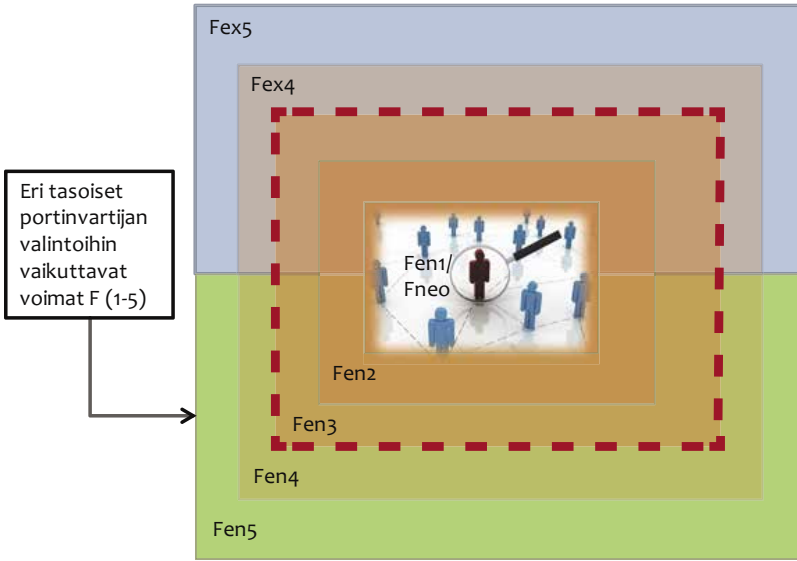 Fex5
Fex4
Eri tasoiset
portinvartijan
valintoihin
vaikuttavat
voimat F (1-5)
Fen1/
Fneo
Fen2
Fen3
Fen4
Fen5